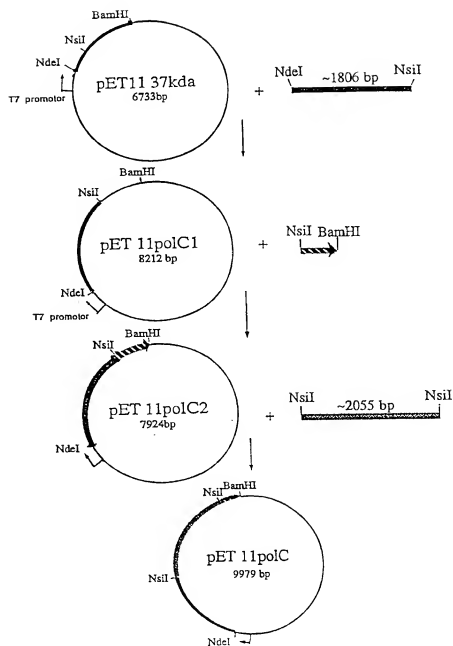 BamHI
NsiI
NdeI
T7 promotor
pET11 37kda
6733bp
+
NdeI ~1806 bp NsiI
BamHI
NsiI
pET 11polC1
8212 bp
+
NsiI BamHI
NdeI
T7 promotor
BamHI
NsiI
pET 11polC2
7924bp
+
NsiI ~2055 bp NsiI
NdeI
NsiI BamHI
pET 11polC
9979 bp
NsiI
NdeI